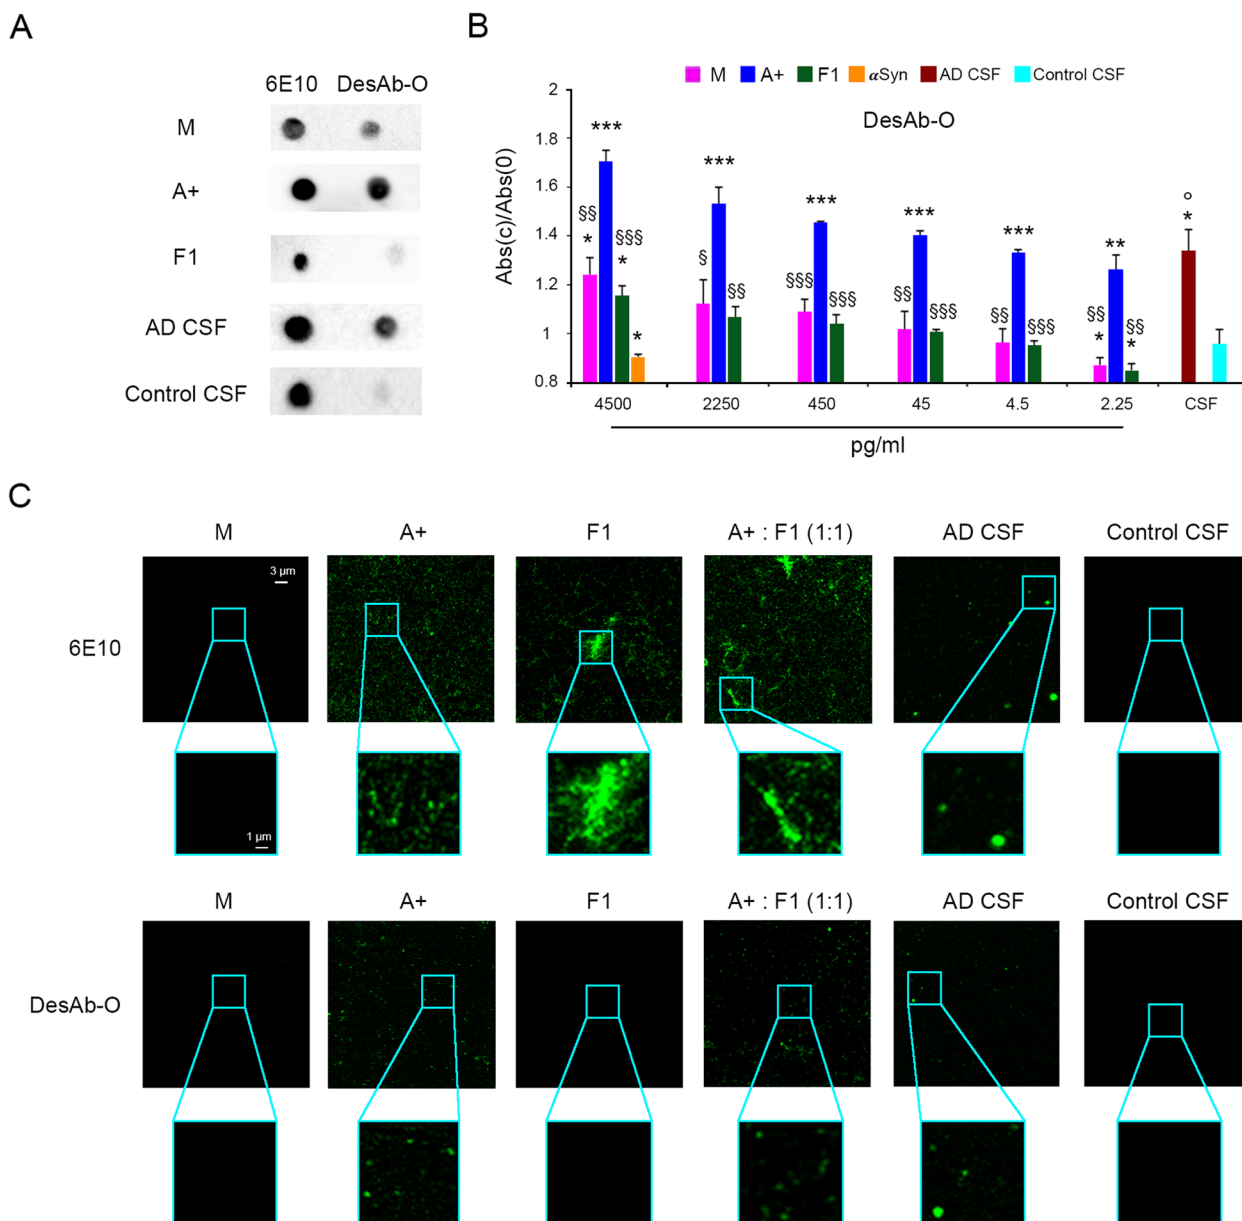 A
6E10 DesAb-O
M
A+
F1
AD CSF
Control CSF
B
M A+ F1 αSyn AD CSF Control CSF
DesAb-O
Abs(c)/Abs(0)
2
1.8
1.6
1.4
1.2
1
0.8
*** *** *** *** *** ** ° *
§§ * §§§ * * § §§ §§§ §§§ §§ §§§ §§ §§§ §§ * §§ *
4500 2250 450 45 4.5 2.25 CSF
pg/ml
C
M A+ F1 A+ : F1 (1:1) AD CSF Control CSF
3 µm
6E10
1 µm
M A+ F1 A+ : F1 (1:1) AD CSF Control CSF
DesAb-O